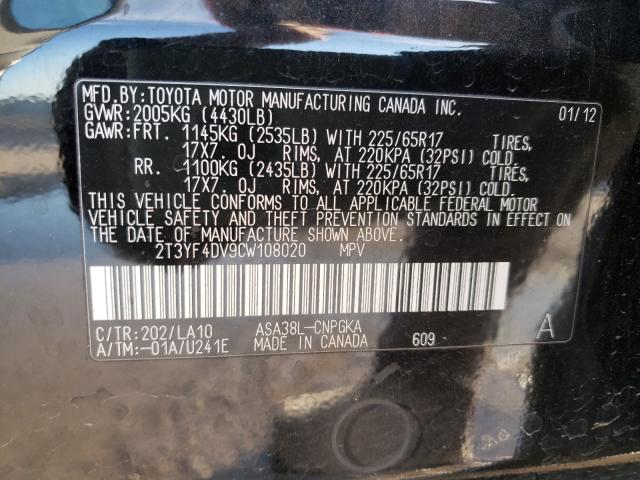 MFD.BY:TOYOTA MOTOR MANUFACTURING CANADA INC. 01/12
GVWR:2005KG (4430LB)
GAWR:FRT. 1145KG (2535LB) WITH 225/65R17 TIRES,
17X7. 0J RIMS, AT 220KPA (32PSI) COLD.
RR. 1100KG (2435LB) WITH 225/65R17 TIRES,
17X7. 0J RIMS, AT 220KPA (32PSI) COLD.
THIS VEHICLE CONFORMS TO ALL APPLICABLE FEDERAL MOTOR
VEHICLE SAFETY AND THEFT PREVENTION STANDARDS IN EFFECT ON
THE DATE OF MANUFACTURE SHOWN ABOVE.
2T3YF4DV9CW108020 MPV
C/TR:202/LA10 ASA38L-CNPGKA A
A/TM:-01A/U241E MADE IN CANADA 609